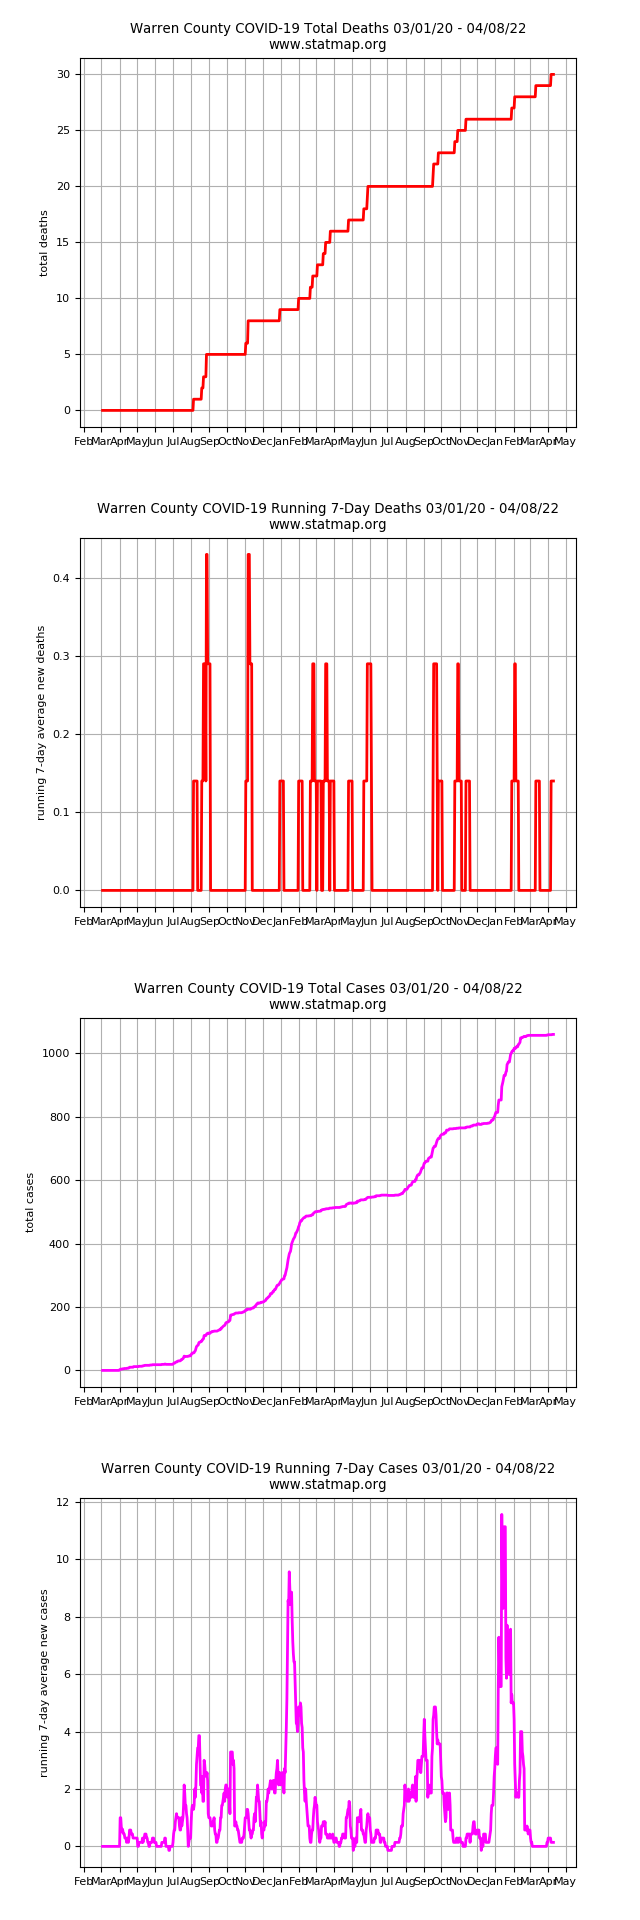 Warren County COVID-19 Total Deaths 03/01/20 - 04/08/22
www.statmap.org
30
25
20
15
10
5
0
total deaths
Feb Mar Apr May Jun Jul Aug Sep Oct Nov Dec Jan Feb Mar Apr May Jun Jul Aug Sep Oct Nov Dec Jan Feb Mar Apr May
Warren County COVID-19 Running 7-Day Deaths 03/01/20 - 04/08/22
www.statmap.org
0.4
0.3
0.2
0.1
0.0
running 7-day average new deaths
Feb Mar Apr May Jun Jul Aug Sep Oct Nov Dec Jan Feb Mar Apr May Jun Jul Aug Sep Oct Nov Dec Jan Feb Mar Apr May
Warren County COVID-19 Total Cases 03/01/20 - 04/08/22
www.statmap.org
1000
800
600
400
200
0
total cases
Feb Mar Apr May Jun Jul Aug Sep Oct Nov Dec Jan Feb Mar Apr May Jun Jul Aug Sep Oct Nov Dec Jan Feb Mar Apr May
Warren County COVID-19 Running 7-Day Cases 03/01/20 - 04/08/22
www.statmap.org
12
10
8
6
4
2
0
running 7-day average new cases
Feb Mar Apr May Jun Jul Aug Sep Oct Nov Dec Jan Feb Mar Apr May Jun Jul Aug Sep Oct Nov Dec Jan Feb Mar Apr May